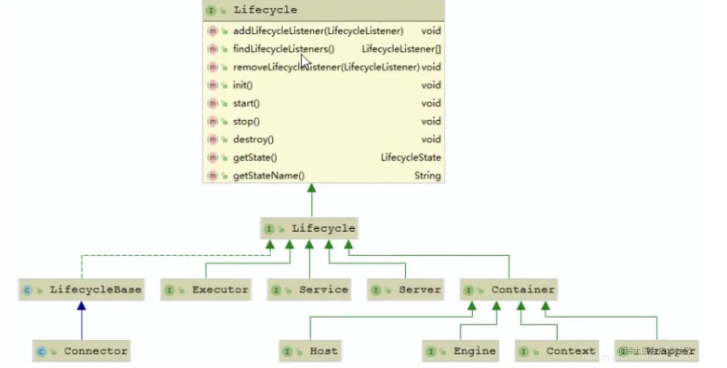 Lifecycle
addLifecycleListener(LifecycleListener) void
findLifecycleListeners() LifecycleListener[]
removeLifecycleListener(LifecycleListener) void
init() void
start() void
stop() void
destroy() void
getState() LifecycleState
getStateName() String
Lifecycle
LifecycleBase Executor Service Server Container
Connector Host Engine Context Wrapper